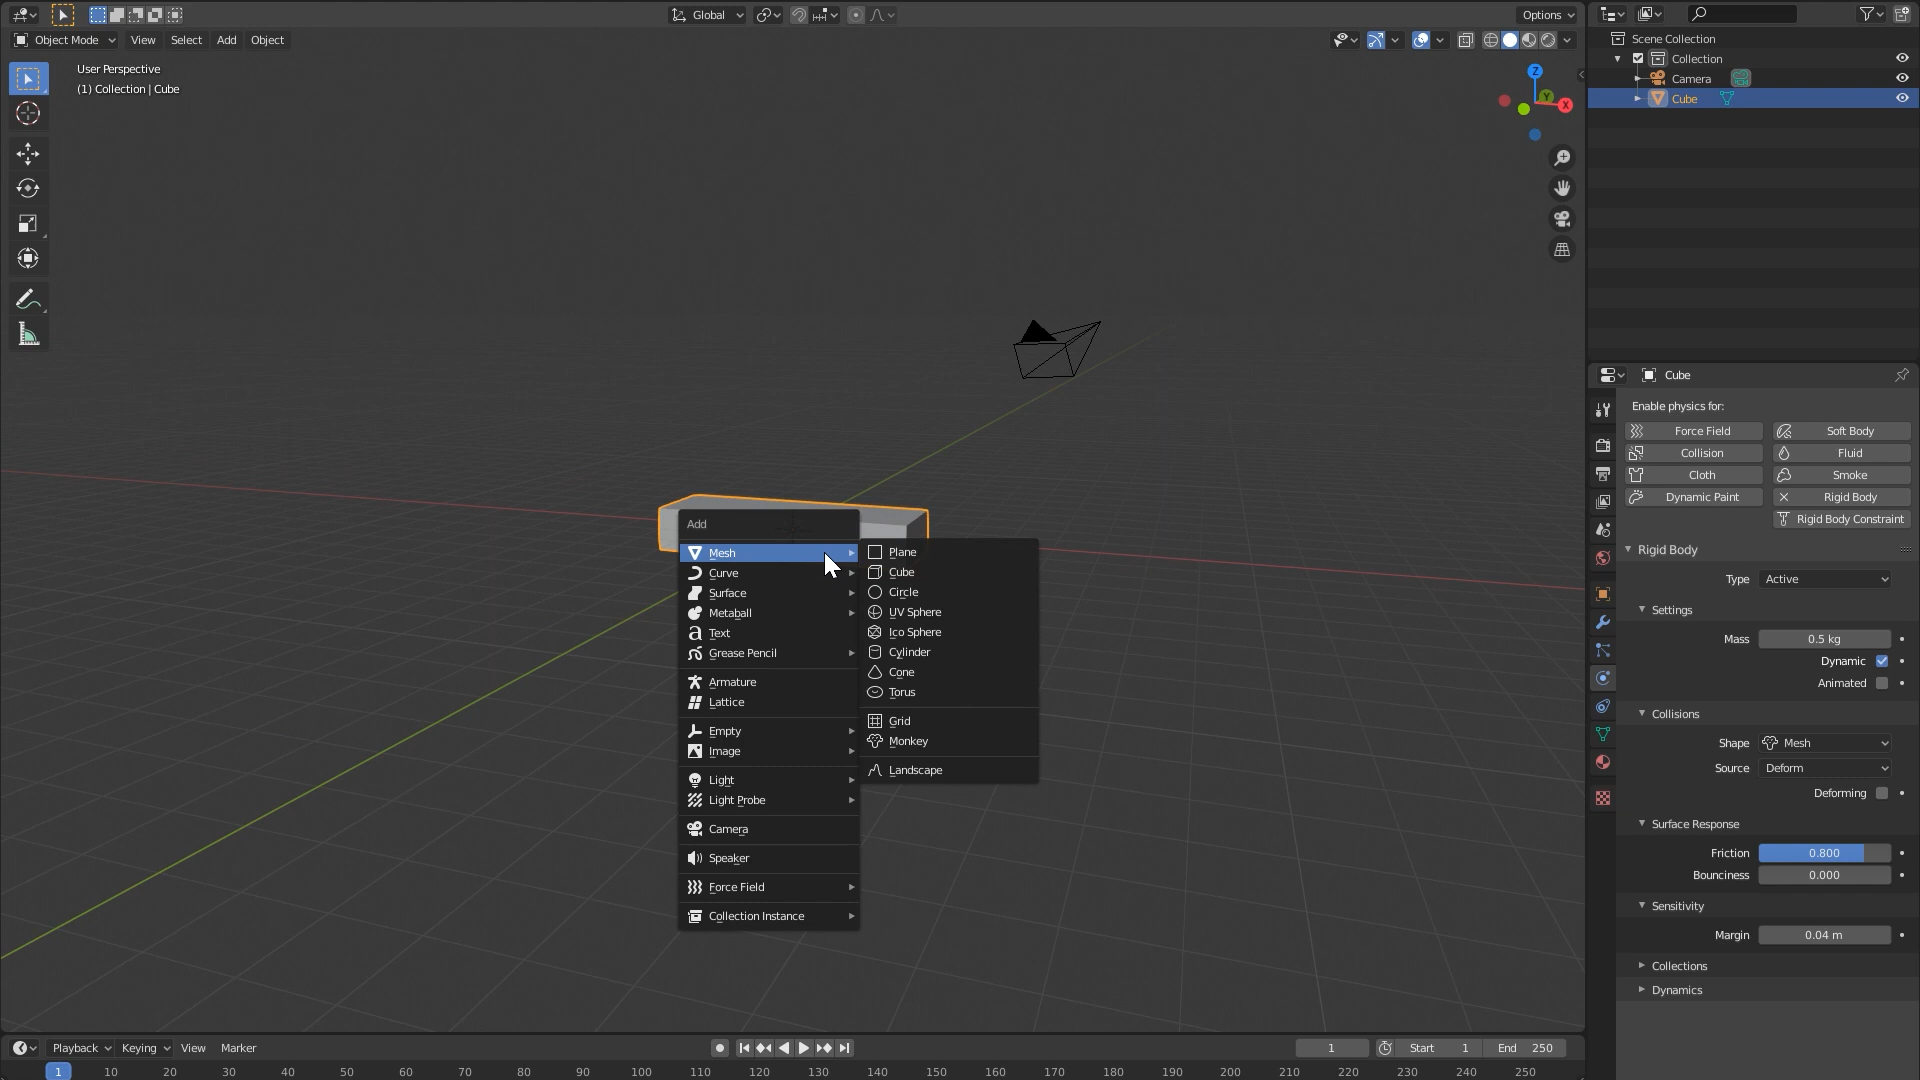 Global
Options
Object Mode
View
Select
Add
Object
User Perspective
(1) Collection | Cube
Z
Y
X
Scene Collection
Collection
Camera
Cube
Cube
Enable physics for:
Force Field
Soft Body
Collision
Fluid
Cloth
Smoke
Dynamic Paint
Rigid Body
Rigid Body Constraint
Rigid Body
Type Active
Settings
Mass 0.5 kg
Dynamic
Animated
Collisions
Shape Mesh
Source Deform
Deforming
Surface Response
Friction 0.800
Bounciness 0.000
Sensitivity
Margin 0.04 m
Collections
Dynamics
Add
Mesh
Curve
Surface
Metaball
Text
Grease Pencil
Armature
Lattice
Empty
Image
Light
Light Probe
Camera
Speaker
Force Field
Collection Instance
Plane
Cube
Circle
UV Sphere
Ico Sphere
Cylinder
Cone
Torus
Grid
Monkey
Landscape
Playback Keying View Marker
1 Start 1 End 250
1 10 20 30 40 50 60 70 80 90 100 110 120 130 140 150 160 170 180 190 200 210 220 230 240 250